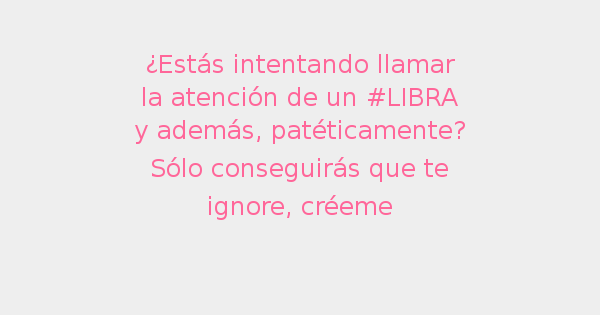 ¿Estás intentando llamar
la atención de un #LIBRA
y además, patéticamente?
Sólo conseguirás que te
ignore, créeme